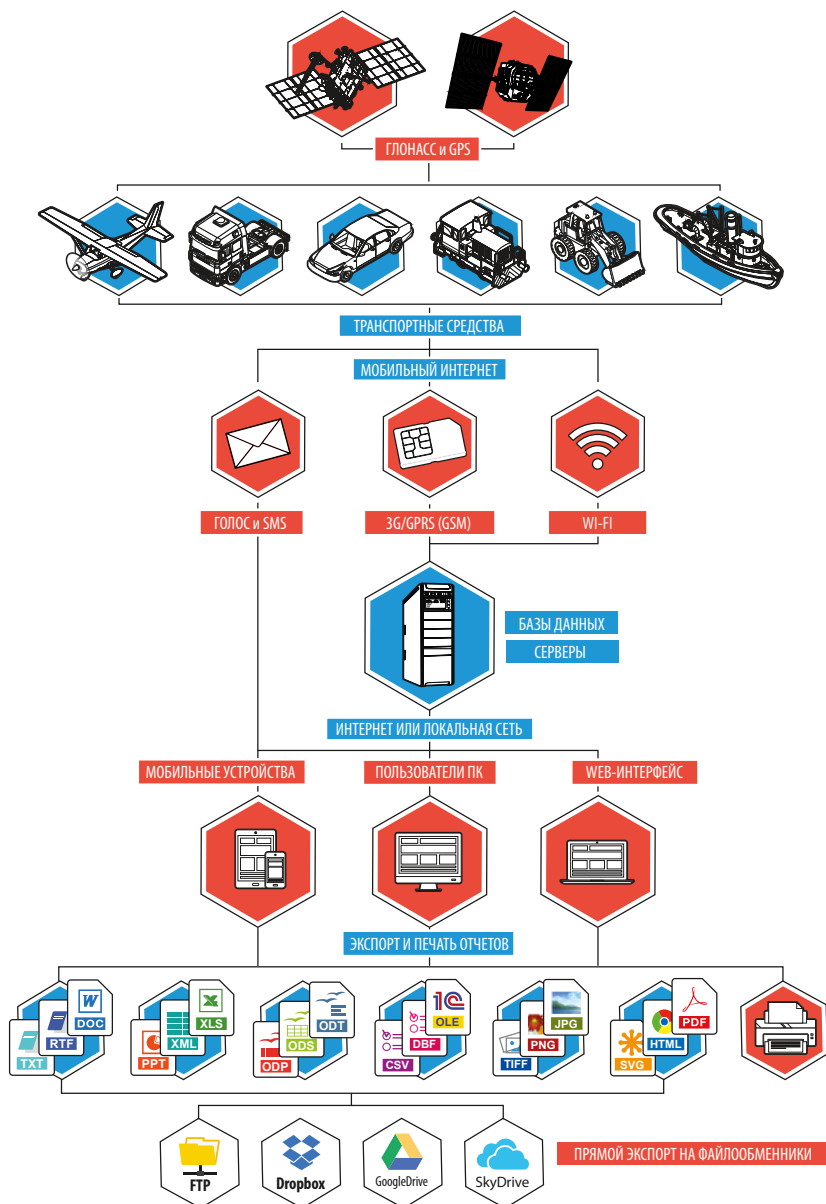 ГЛОНАСС и GPS
ТРАНСПОРТНЫЕ СРЕДСТВА
МОБИЛЬНЫЙ ИНТЕРНЕТ
ГОЛОС и SMS
3G/GPRS (GSM)
WI-FI
БАЗЫ ДАННЫХ
СЕРВЕРЫ
ИНТЕРНЕТ ИЛИ ЛОКАЛЬНАЯ СЕТЬ
МОБИЛЬНЫЕ УСТРОЙСТВА
ПОЛЬЗОВАТЕЛИ ПК
WEB-ИНТЕРФЕЙС
ЭКСПОРТ И ПЕЧАТЬ ОТЧЕТОВ
W
DOC
RTF
TXT
X
XLS
XML
PPT
ODT
ODS
ODP
1С
OLE
DBF
CSV
JPG
PNG
TIFF
PDF
HTML
SVG
FTP
Dropbox
GoogleDrive
SkyDrive
ПРЯМОЙ ЭКСПОРТ НА ФАЙЛООБМЕННИКИ